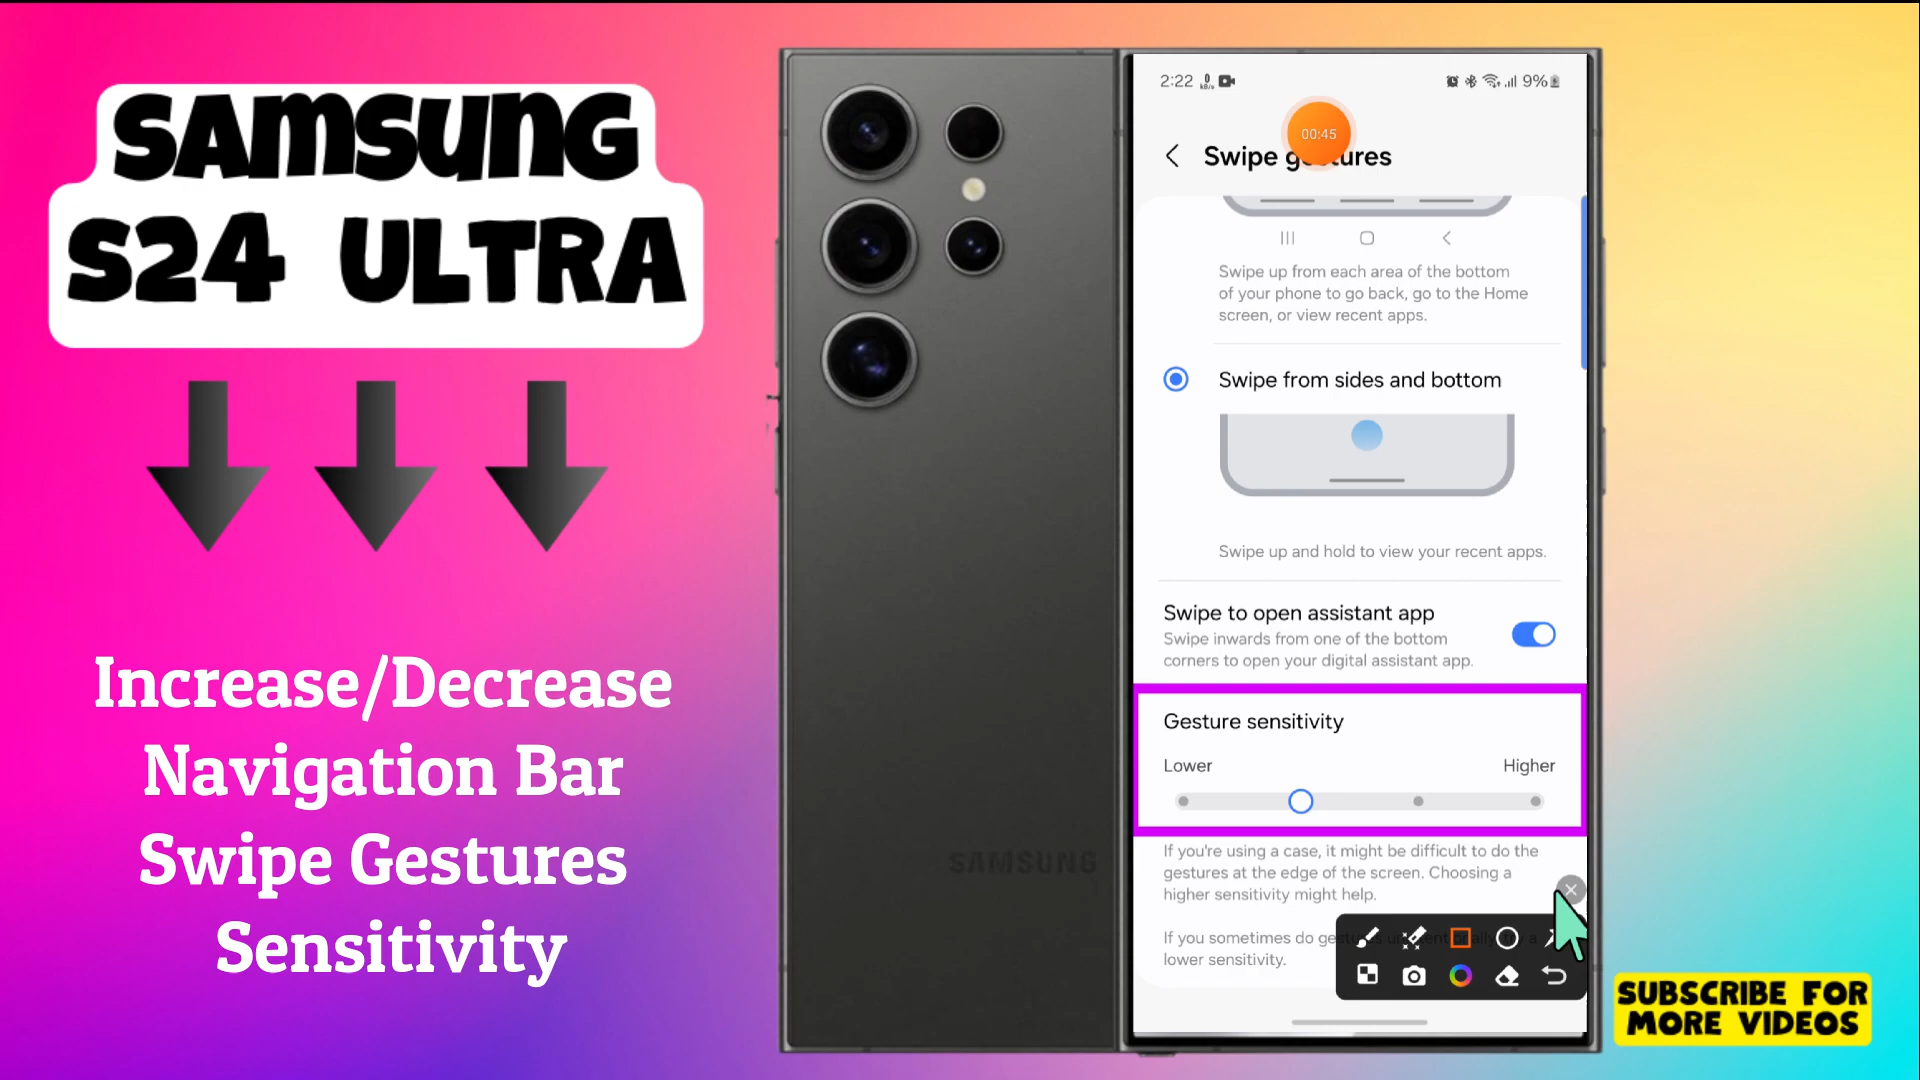 SAMSUNG
S24 ULTRA
Increase/Decrease
Navigation Bar
Swipe Gestures
Sensitivity
SAMSUNG
2:22
0
kB/s
9%
00:45
Swipe gestures
Swipe up from each area of the bottom
of your phone to go back, go to the Home
screen, or view recent apps.
Swipe from sides and bottom
Swipe up and hold to view your recent apps.
Swipe to open assistant app
Swipe inwards from one of the bottom
corners to open your digital assistant app.
Gesture sensitivity
Lower
Higher
If you're using a case, it might be difficult to do the
gestures at the edge of the screen. Choosing a
higher sensitivity might help.
If you sometimes do gestures unintentionally
lower sensitivity.
SUBSCRIBE FOR
MORE VIDEOS